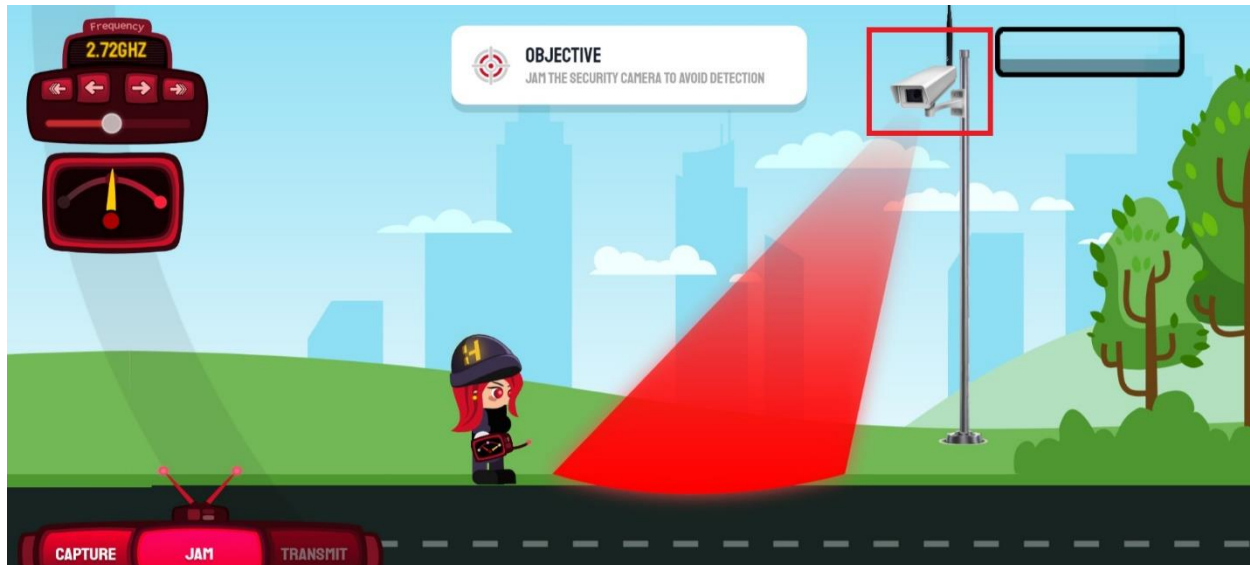 Frequency
2.72GHZ
OBJECTIVE
JAM THE SECURITY CAMERA TO AVOID DETECTION
H
CAPTURE
JAM
TRANSMIT